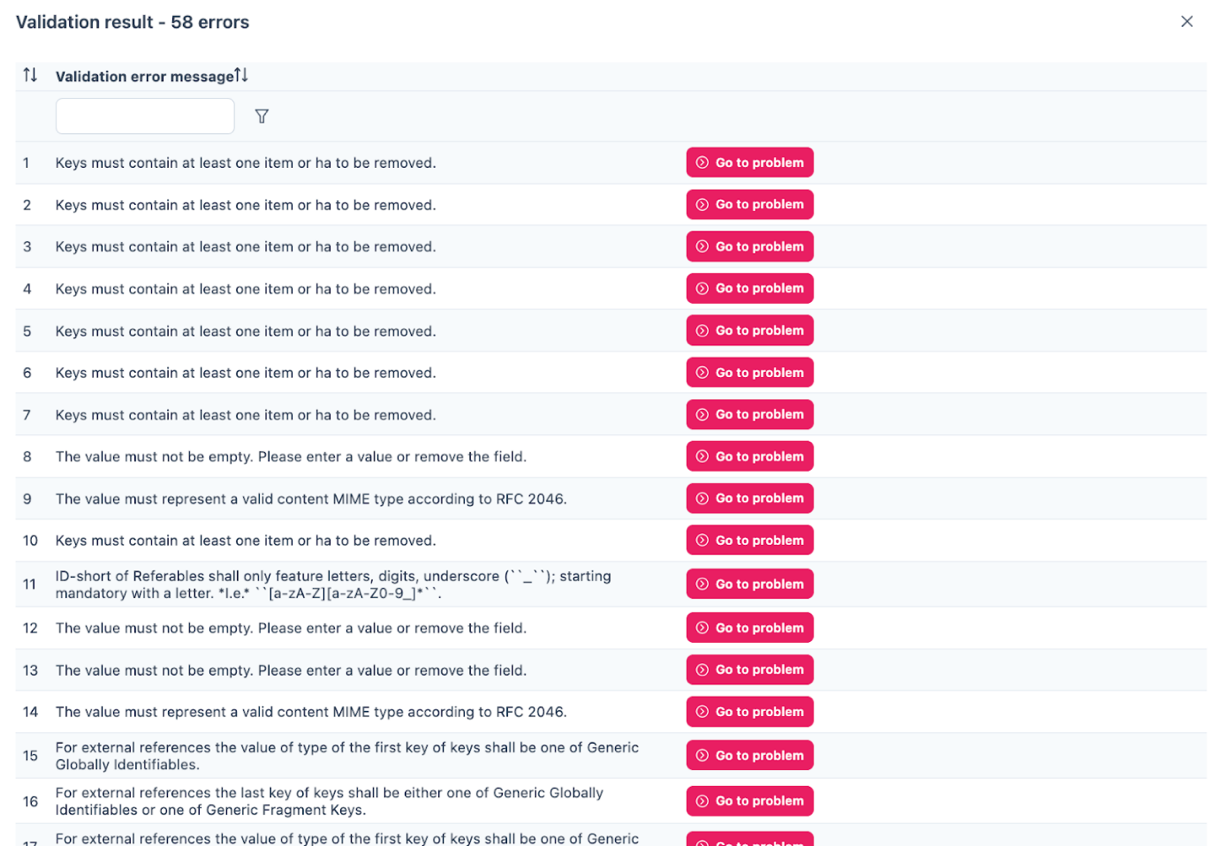 Validation result - 58 errors
Validation error message
1 Keys must contain at least one item or ha to be removed. Go to problem
2 Keys must contain at least one item or ha to be removed. Go to problem
3 Keys must contain at least one item or ha to be removed. Go to problem
4 Keys must contain at least one item or ha to be removed. Go to problem
5 Keys must contain at least one item or ha to be removed. Go to problem
6 Keys must contain at least one item or ha to be removed. Go to problem
7 Keys must contain at least one item or ha to be removed. Go to problem
8 The value must not be empty. Please enter a value or remove the field. Go to problem
9 The value must represent a valid content MIME type according to RFC 2046. Go to problem
10 Keys must contain at least one item or ha to be removed. Go to problem
11 ID-short of Referables shall only feature letters, digits, underscore (``_``); starting
mandatory with a letter. *I.e.* ``[a-zA-Z][a-zA-Z0-9_]*``. Go to problem
12 The value must not be empty. Please enter a value or remove the field. Go to problem
13 The value must not be empty. Please enter a value or remove the field. Go to problem
14 The value must represent a valid content MIME type according to RFC 2046. Go to problem
15 For external references the value of type of the first key of keys shall be one of Generic
Globally Identifiables. Go to problem
16 For external references the last key of keys shall be either one of Generic Globally
Identifiables or one of Generic Fragment Keys. Go to problem
17 For external references the value of type of the first key of keys shall be one of Generic
Go to problem